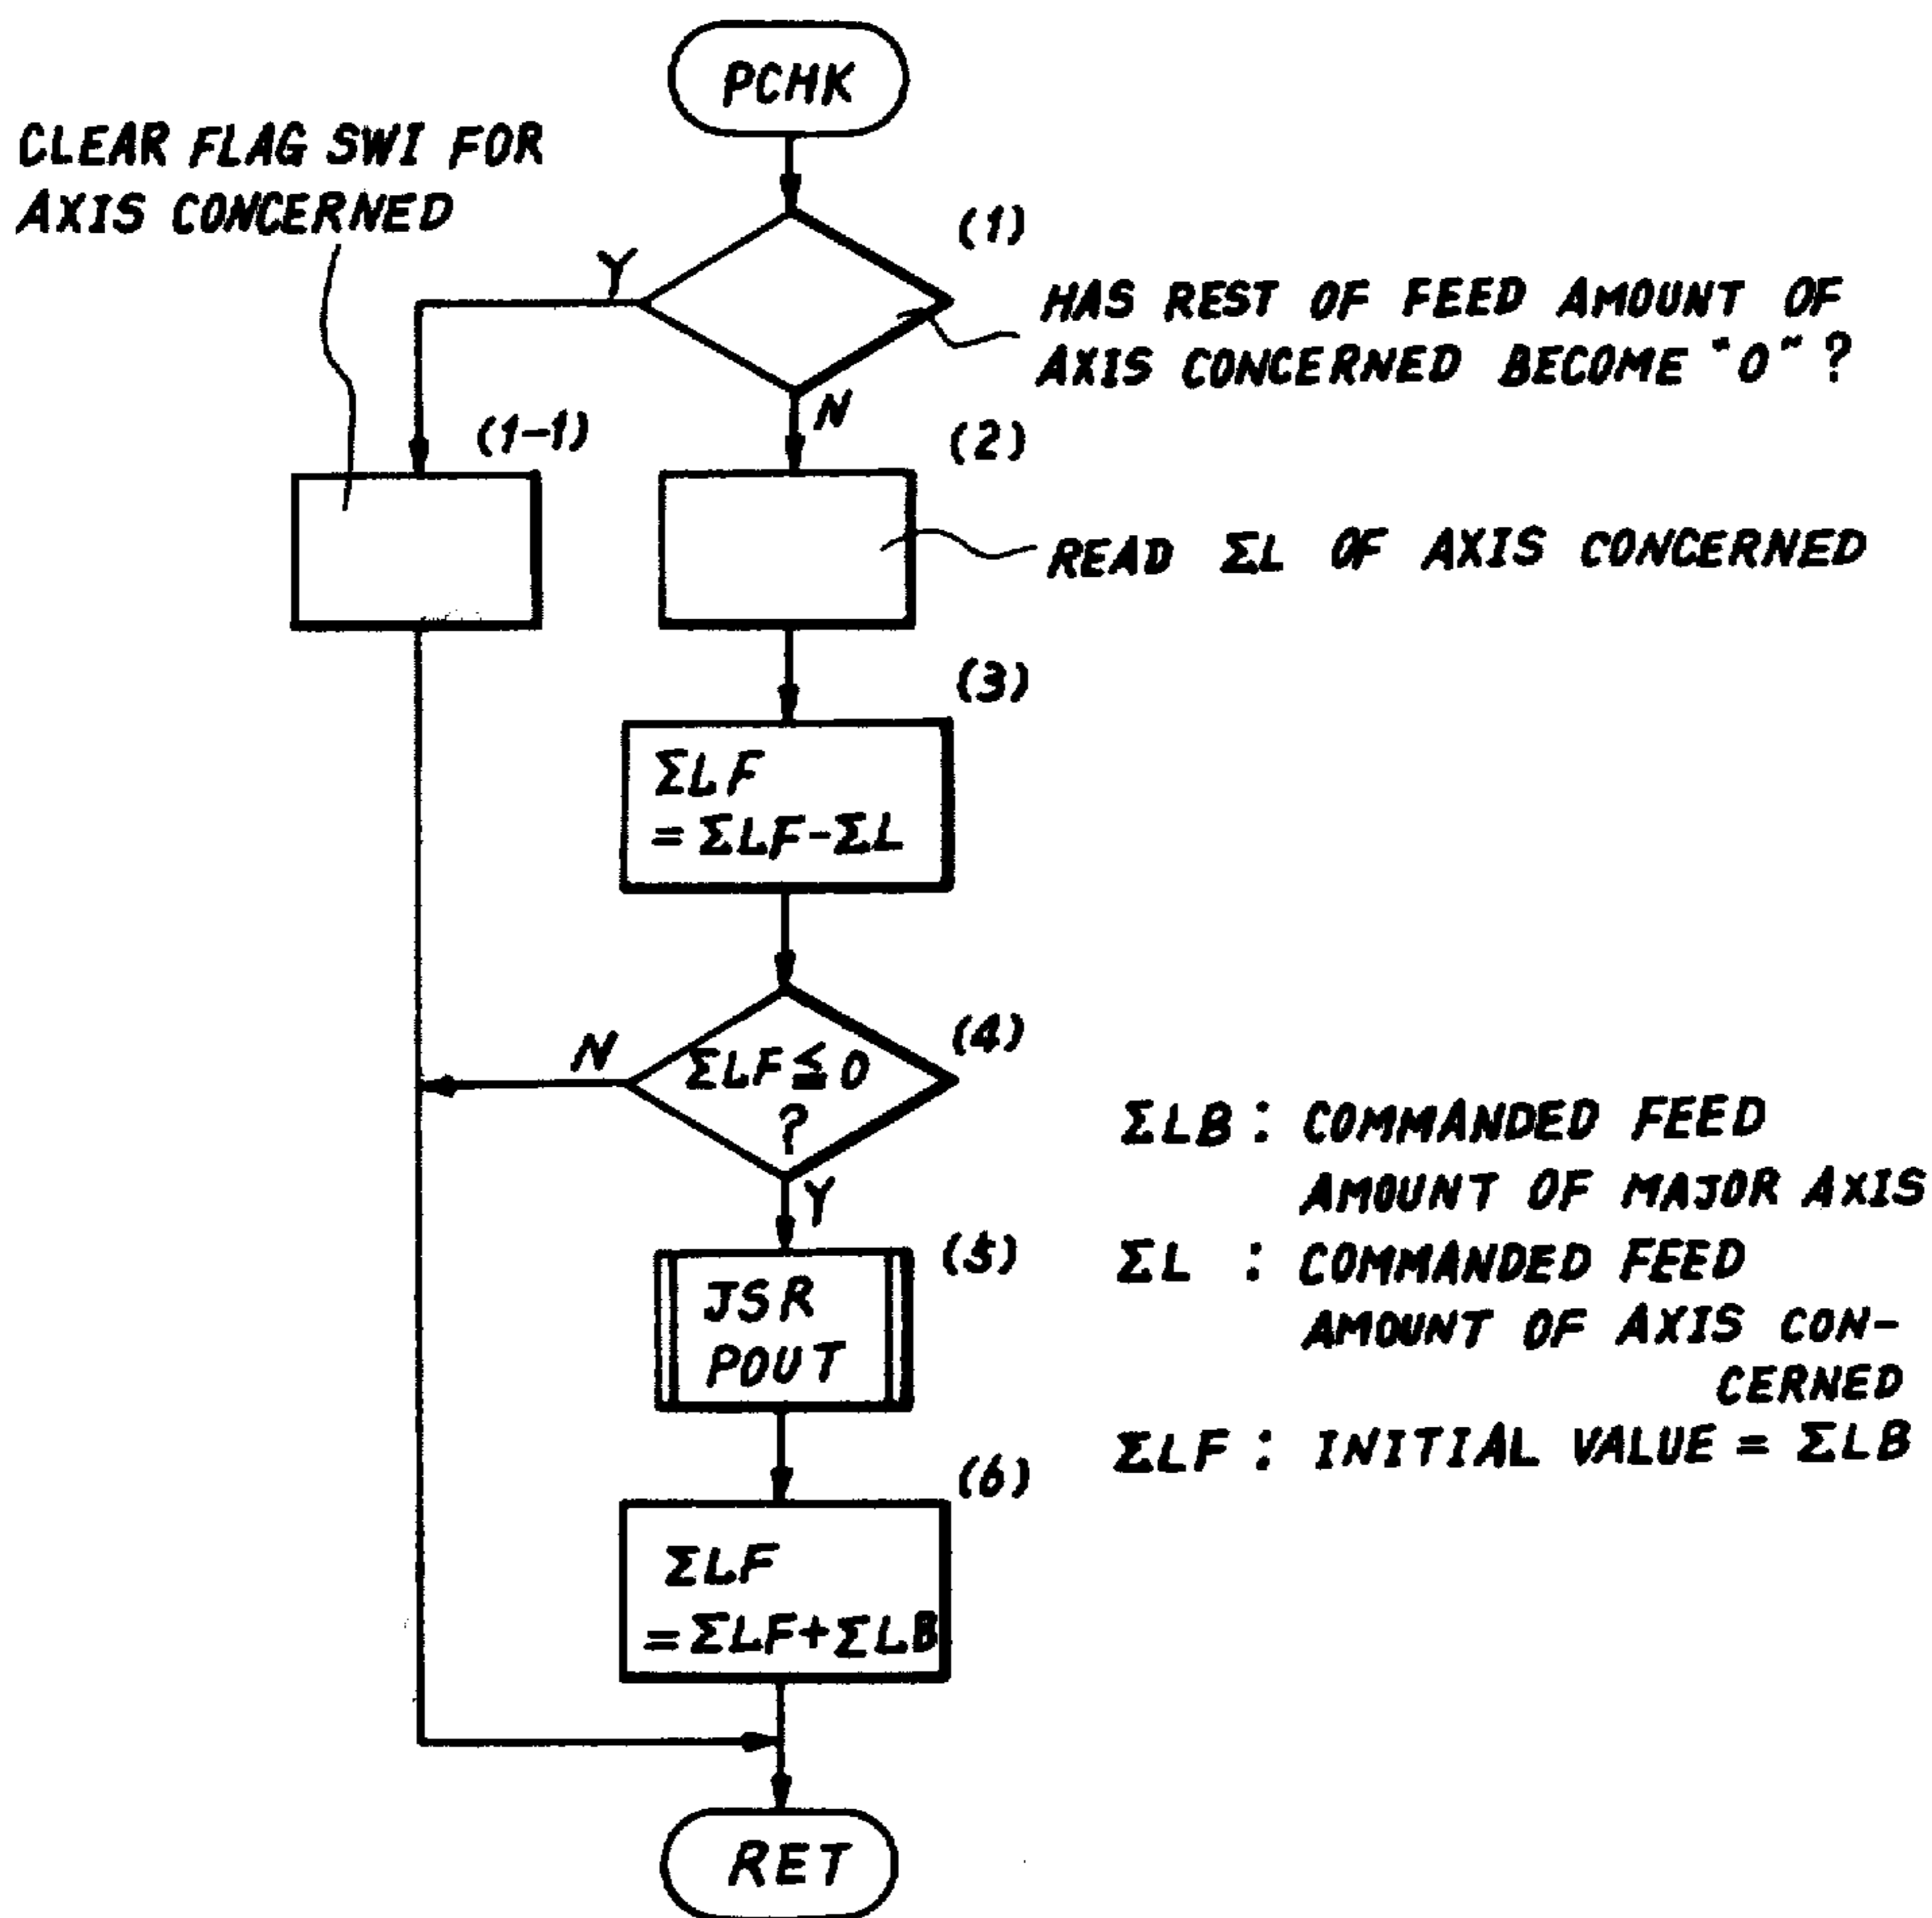 PCHK
CLEAR FLAG SWI FOR
AXIS CONCERNED
(1)
Y
HAS REST OF FEED AMOUNT OF
AXIS CONCERNED BECOME "0" ?
N
(1-1)
(2)
READ ΣL OF AXIS CONCERNED
(3)
ΣLF
=ΣLF-ΣL
(4)
N
ΣLF≦0
?
Y
(5)
JSR
POUT
ΣLB : COMMANDED FEED
AMOUNT OF MAJOR AXIS
ΣL : COMMANDED FEED
AMOUNT OF AXIS CON-
CERNED
ΣLF : INITIAL VALUE = ΣLB
(6)
ΣLF
=ΣLF+ΣLB
RET